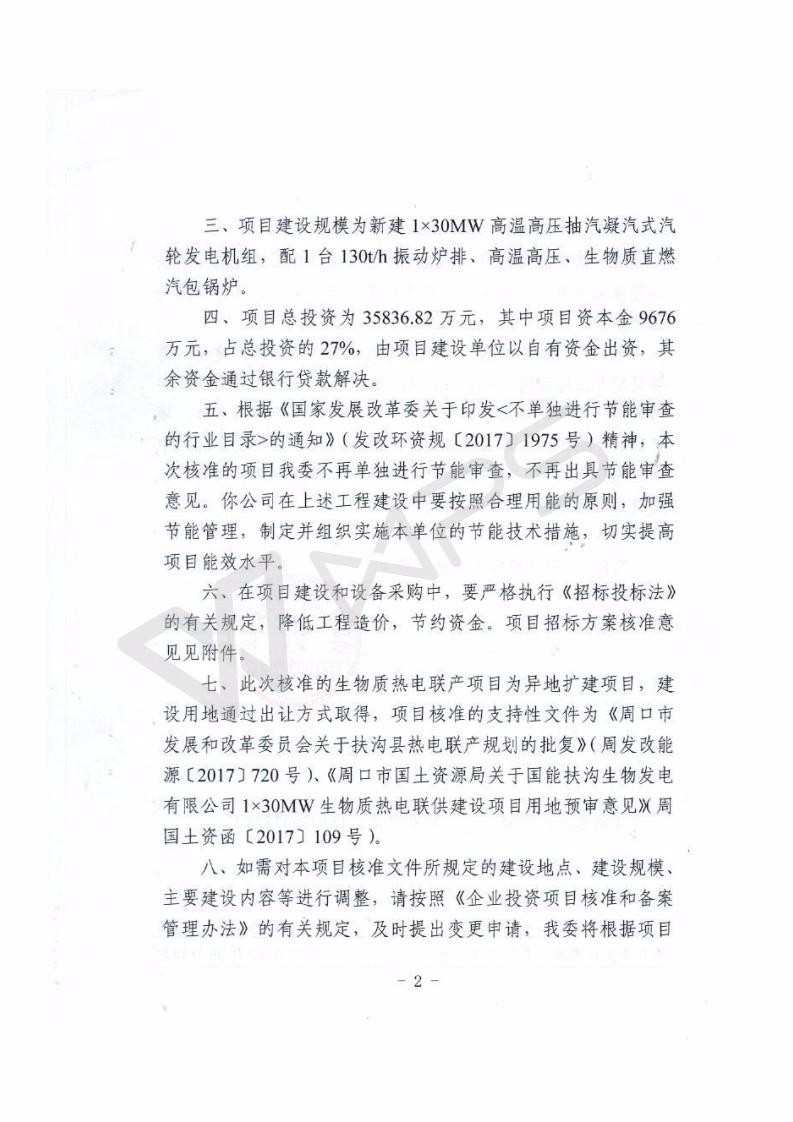 三、项目建设规模为新建 1×30MW 高温高压抽汽凝汽式汽
轮发电机组，配 1 台 130t/h 振动炉排、高温高压、生物质直燃
汽包锅炉。
四、项目总投资为 35836.82 万元，其中项目资本金 9676
万元，占总投资的 27%，由项目建设单位以自有资金出资，其
余资金通过银行贷款解决。
五、根据《国家发展改革委关于印发<不单独进行节能审查
的行业目录>的通知》（发改环资规〔2017〕1975 号）精神，本
次核准的项目我委不再单独进行节能审查，不再出具节能审查
意见。你公司在上述工程建设中要按照合理用能的原则，加强
节能管理，制定并组织实施本单位的节能技术措施，切实提高
项目能效水平。
六、在项目建设和设备采购中，要严格执行《招标投标法》
的有关规定，降低工程造价，节约资金。项目招标方案核准意
见见附件。
七、此次核准的生物质热电联产项目为异地扩建项目，建
设用地通过出让方式取得，项目核准的支持性文件为《周口市
发展和改革委员会关于扶沟县热电联产规划的批复》（周发改能
源〔2017〕720 号）、《周口市国土资源局关于国能扶沟生物发电
有限公司 1×30MW 生物质热电联供建设项目用地预审意见》（周
国土资函〔2017〕109 号）。
八、如需对本项目核准文件所规定的建设地点、建设规模、
主要建设内容等进行调整，请按照《企业投资项目核准和备案
管理办法》的有关规定，及时提出变更申请，我委将根据项目
- 2 -
WPS